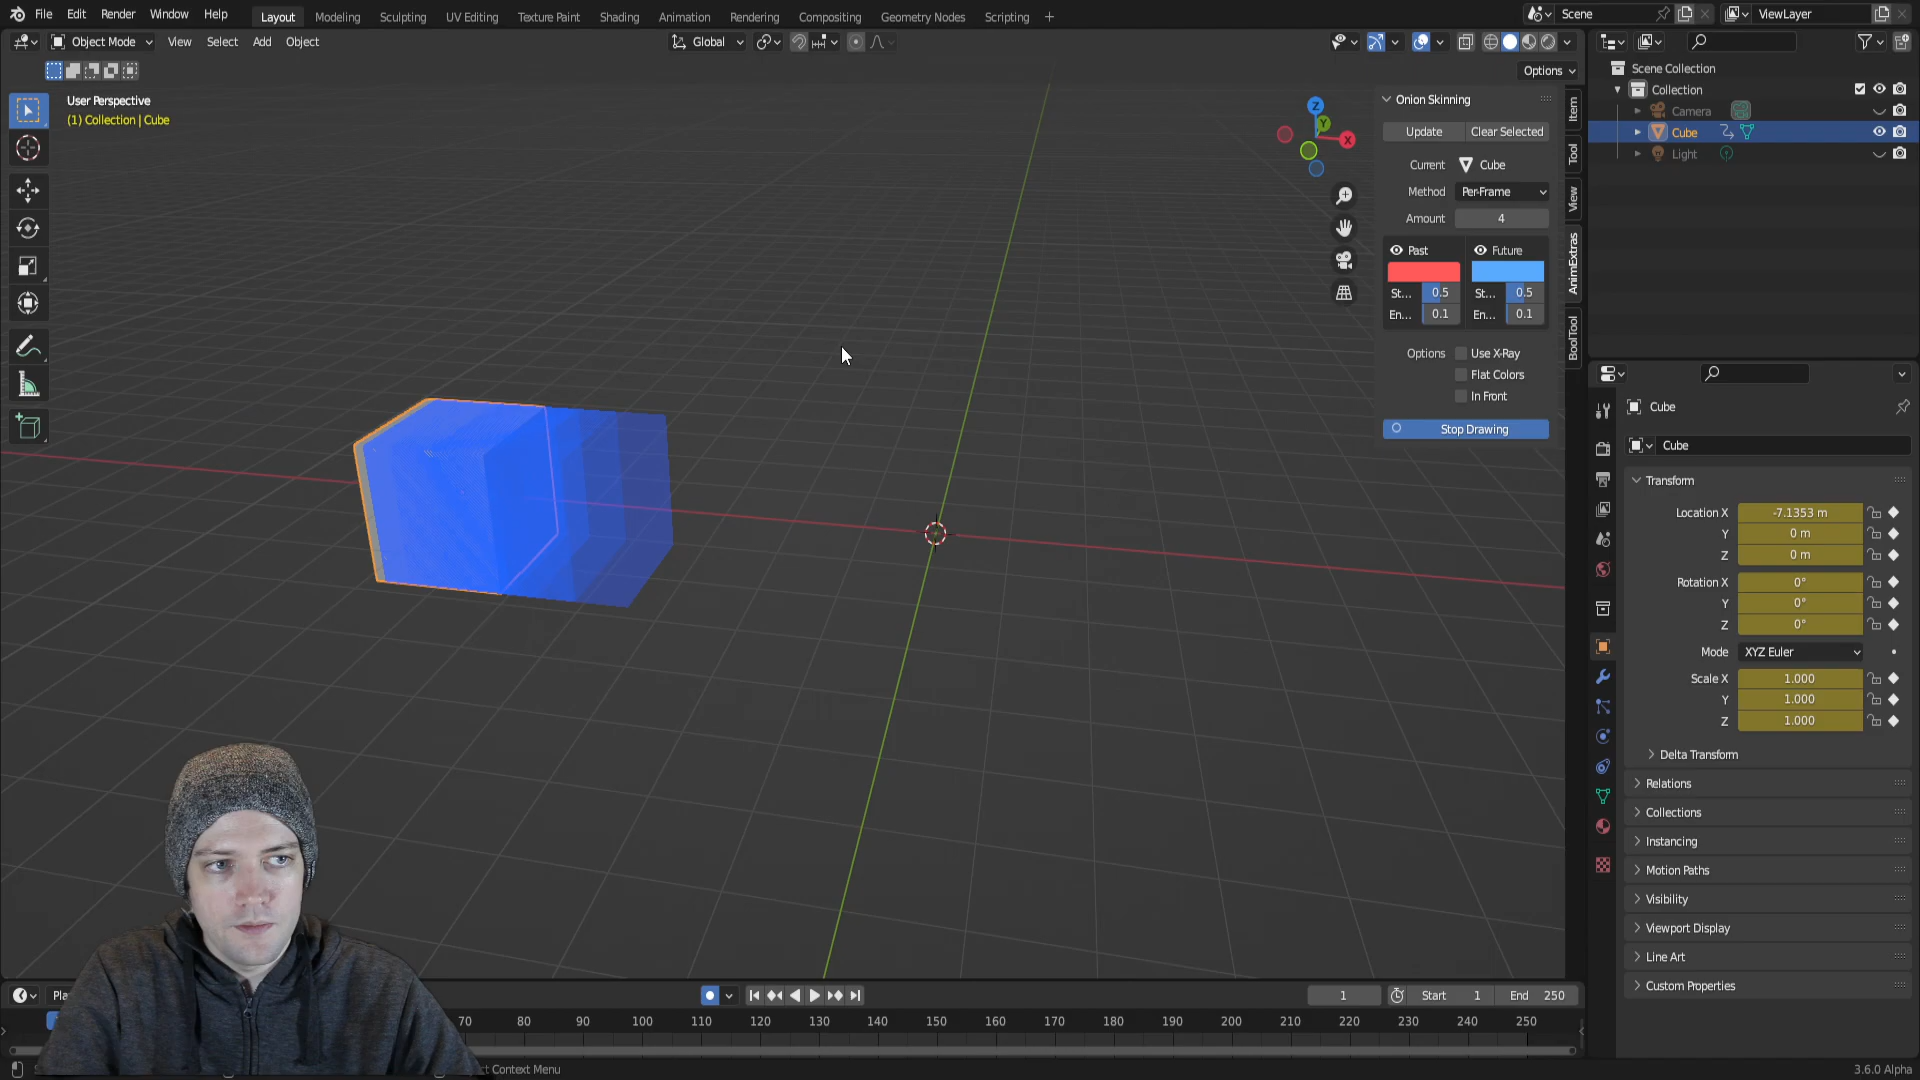 File Edit Render Window Help Layout Modeling Sculpting UV Editing Texture Paint Shading Animation Rendering Compositing Geometry Nodes Scripting + Scene ViewLayer
Object Mode View Select Add Object Global
Options
User Perspective
(1) Collection | Cube
Z
Y
X
Onion Skinning
Update Clear Selected
Current Cube
Method Per-Frame
Amount 4
Past Future
St... 0.5 St... 0.5
En... 0.1 En... 0.1
Options Use X-Ray
Flat Colors
In Front
Stop Drawing
Item
Tool
View
AnimExtras
BoolTool
Scene Collection
Collection
Camera
Cube
Light
Cube
Cube
Transform
Location X -7.1353 m
Y 0 m
Z 0 m
Rotation X 0°
Y 0°
Z 0°
Mode XYZ Euler
Scale X 1.000
Y 1.000
Z 1.000
Delta Transform
Relations
Collections
Instancing
Motion Paths
Visibility
Viewport Display
Line Art
Custom Properties
1 Start 1 End 250
70 80 90 100 110 120 130 140 150 160 170 180 190 200 210 220 230 240 250
Context Menu
3.6.0 Alpha